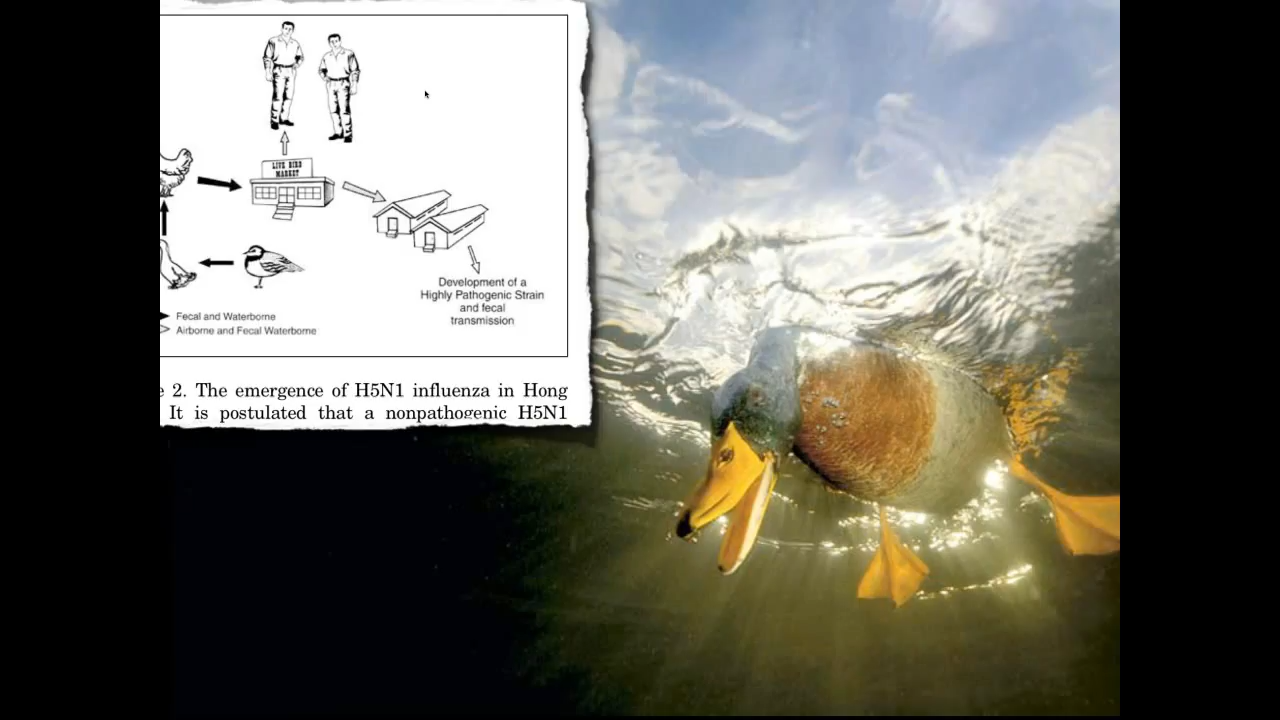 LIVE BIRD
MARKET
Development of a
Highly Pathogenic Strain
and fecal
transmission
Fecal and Waterborne
Airborne and Fecal Waterborne
e 2. The emergence of H5N1 influenza in Hong
It is postulated that a nonpathogenic H5N1